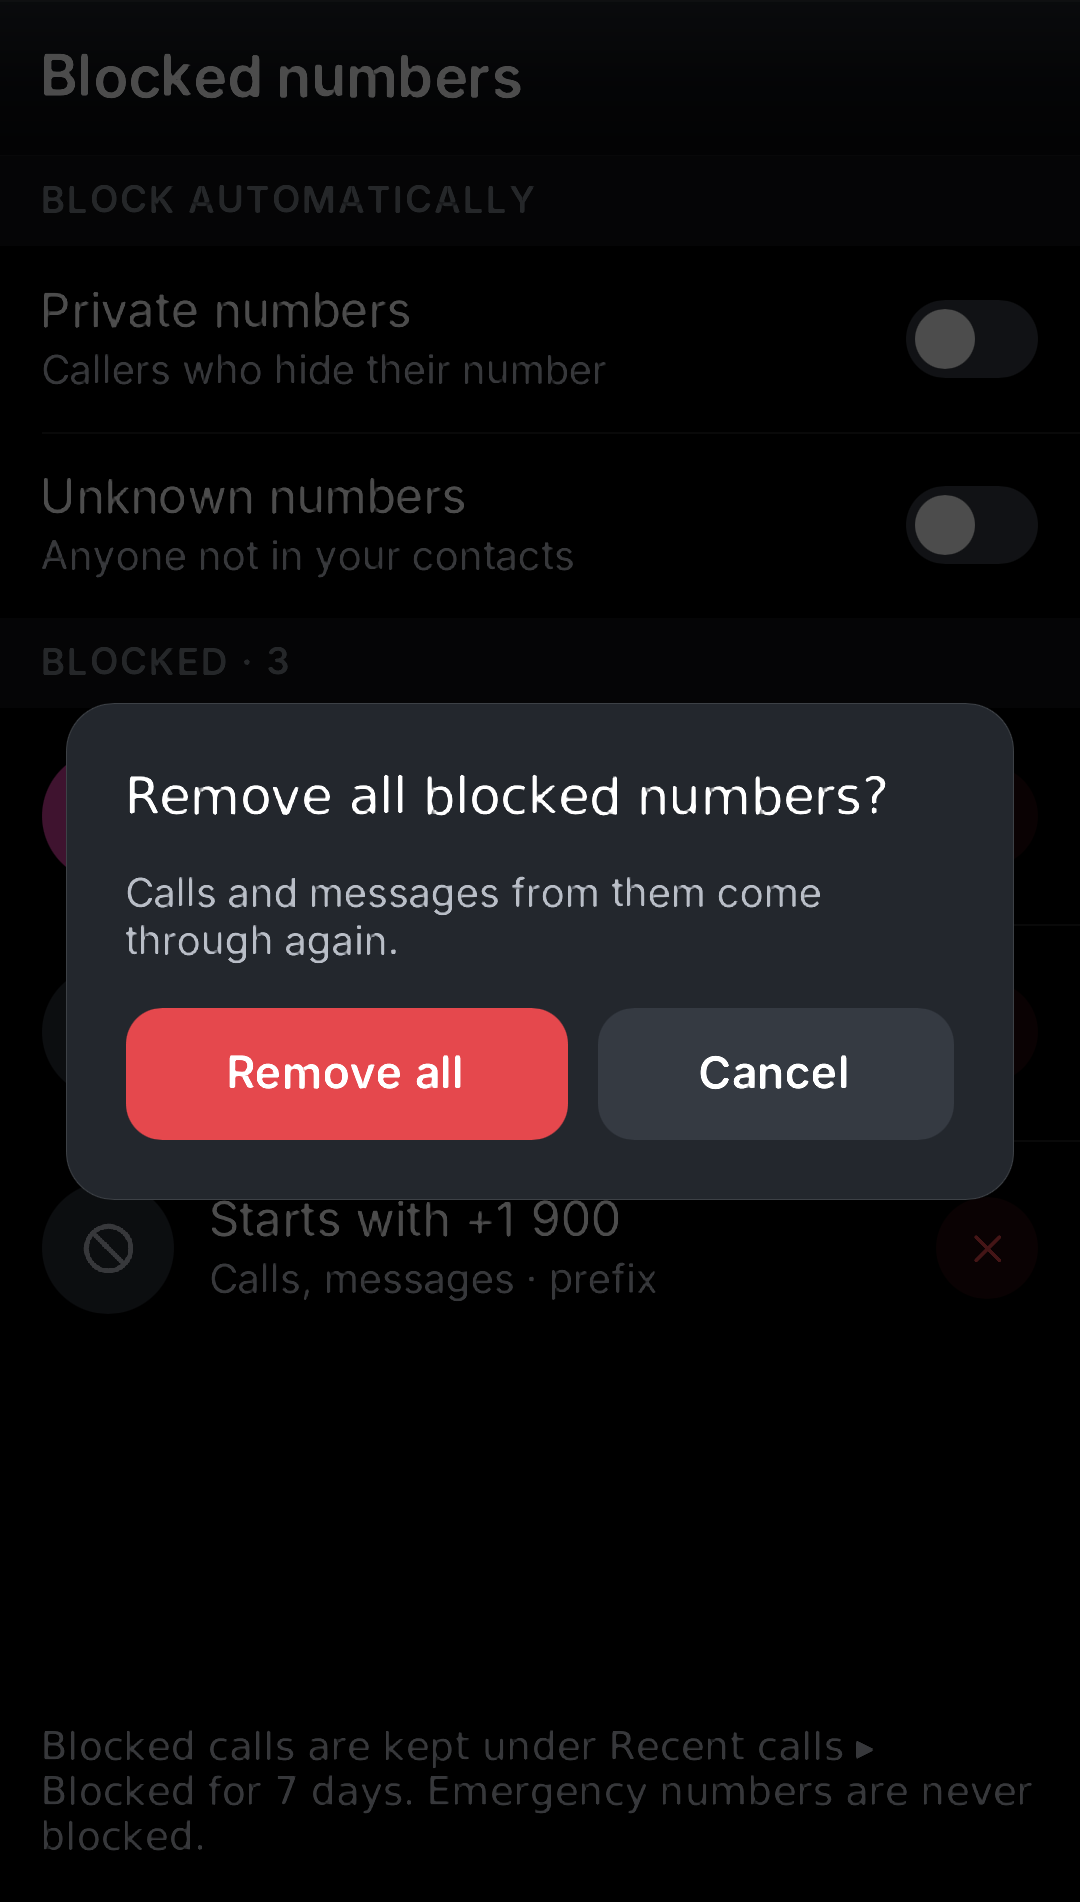 Blocked numbers
BLOCK AUTOMATICALLY
Private numbers
Callers who hide their number
Unknown numbers
Anyone not in your contacts
BLOCKED · 3
Remove all blocked numbers?
Calls and messages from them come
through again.
Remove all
Cancel
Starts with +1 900
Calls, messages · prefix
Blocked calls are kept under Recent calls ▸
Blocked for 7 days. Emergency numbers are never
blocked.